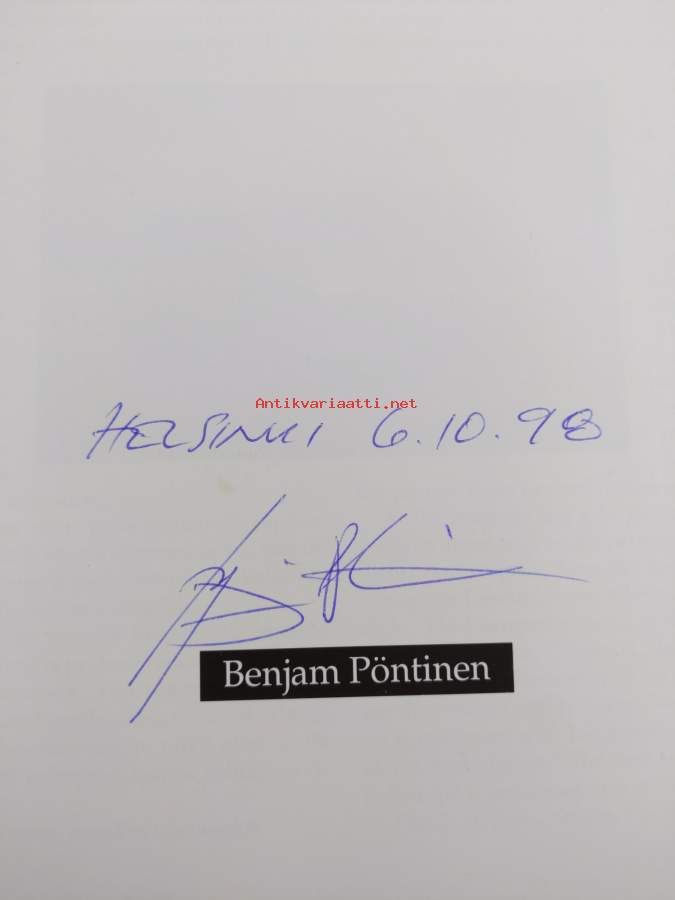 Antikvariaatti.net
HELSINKI 6.10.98
Benjam Pöntinen